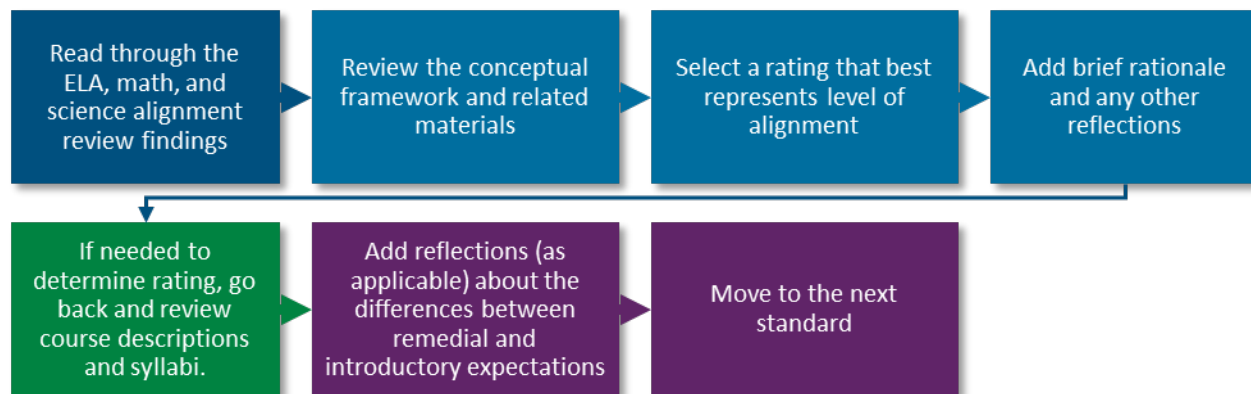 Read through the
ELA, math, and
science alignment
review findings
Review the conceptual
framework and related
materials
Select a rating that best
represents level of
alignment
Add brief rationale
and any other
reflections
If needed to
determine rating, go
back and review
course descriptions
and syllabi.
Add reflections (as
applicable) about the
differences between
remedial and
introductory expectations
Move to the next
standard